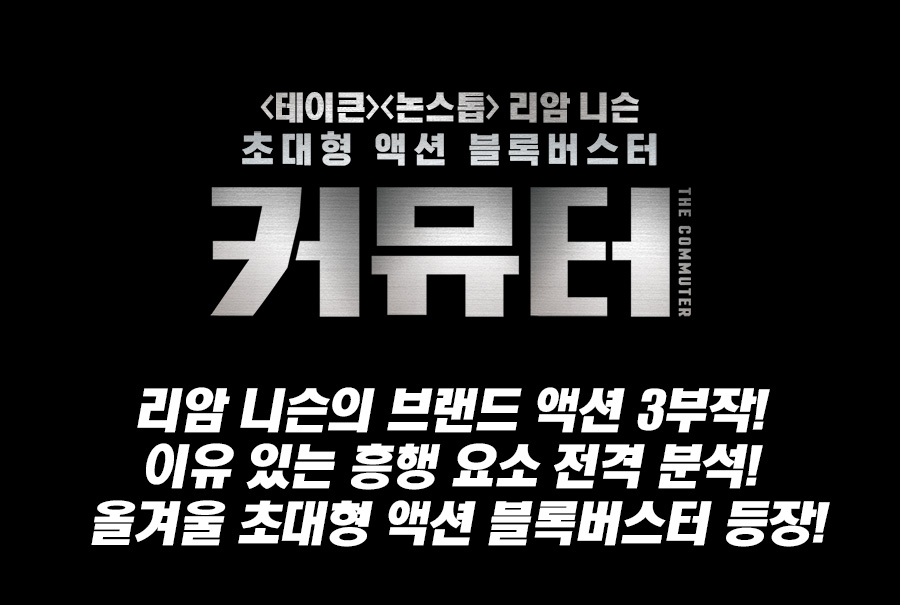 <테이큰><논스톱> 리암 니슨
초대형 액션 블록버스터
커뮤터
THE COMMUTER
리암 니슨의 브랜드 액션 3부작!
이유 있는 흥행 요소 전격 분석!
올겨울 초대형 액션 블록버스터 등장!